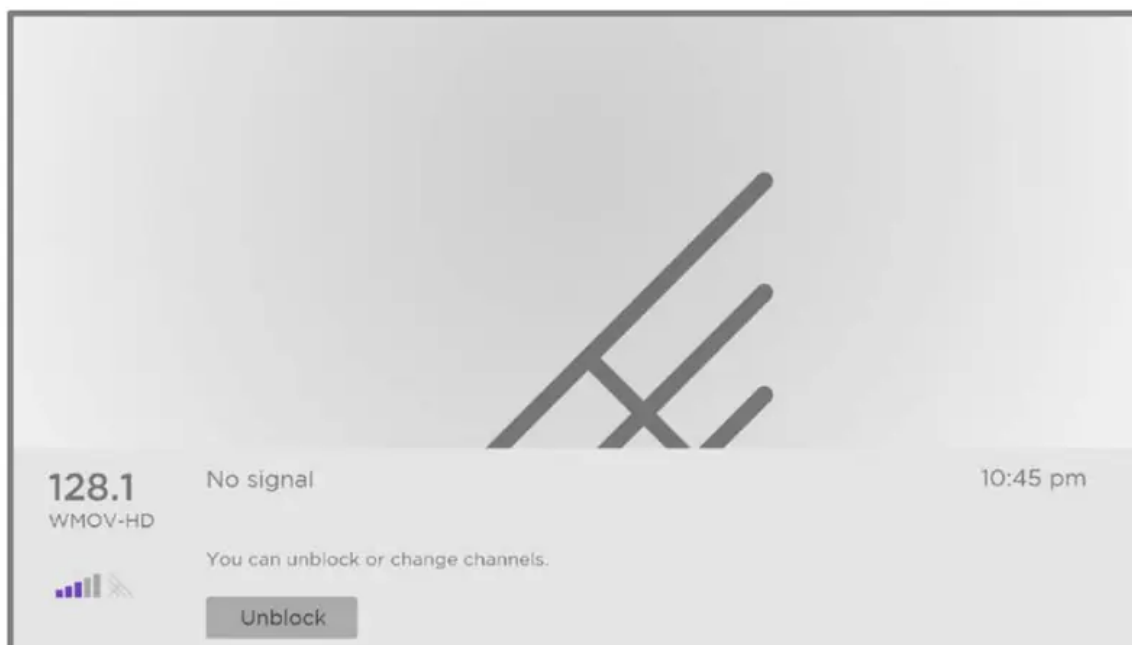 128.1
WMOV-HD
No signal
10:45 pm
You can unblock or change channels.
Unblock